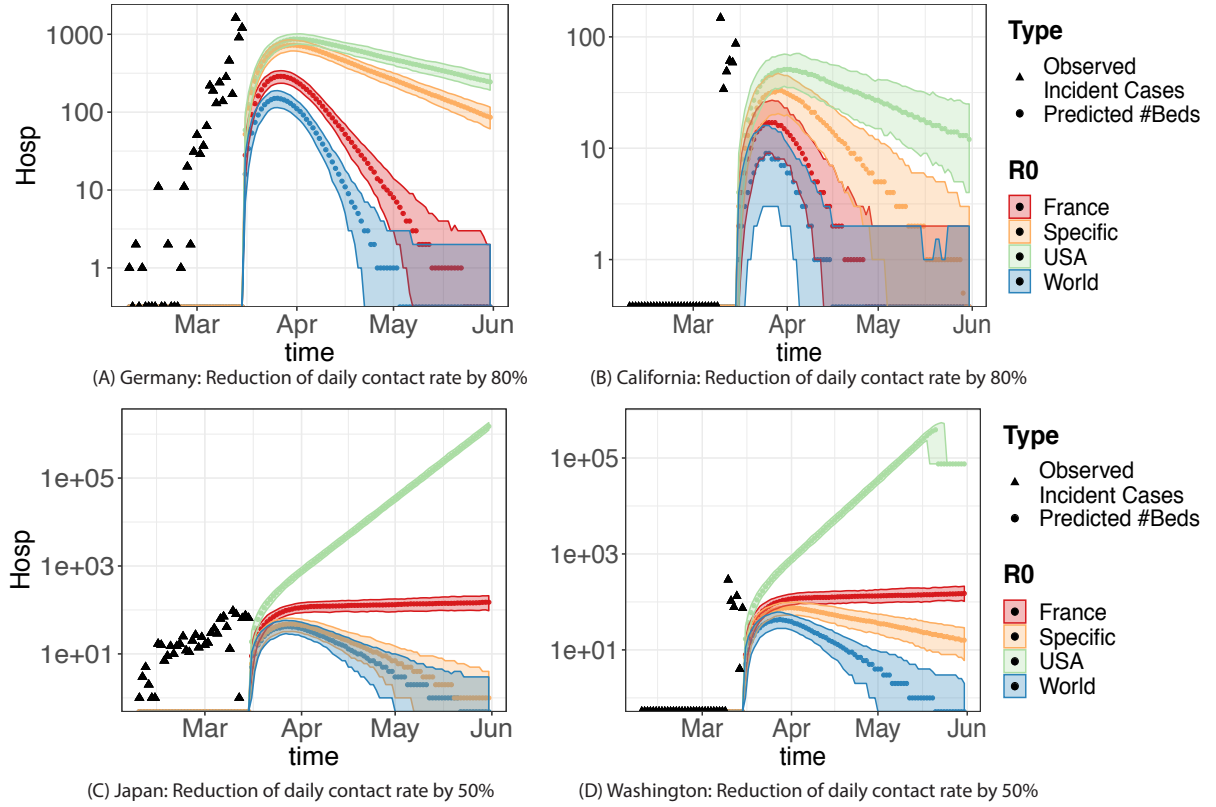 Hosp
1000
100
10
1
Mar
Apr
May
Jun
time
(A) Germany: Reduction of daily contact rate by 80%
100
10
1
Mar
Apr
May
Jun
time
(B) California: Reduction of daily contact rate by 80%
Type
Observed
Incident Cases
Predicted #Beds
R0
France
Specific
USA
World
Hosp
1e+05
1e+03
1e+01
Mar
Apr
May
Jun
time
(C) Japan: Reduction of daily contact rate by 50%
1e+05
1e+03
1e+01
Mar
Apr
May
Jun
time
(D) Washington: Reduction of daily contact rate by 50%
Type
Observed
Incident Cases
Predicted #Beds
R0
France
Specific
USA
World